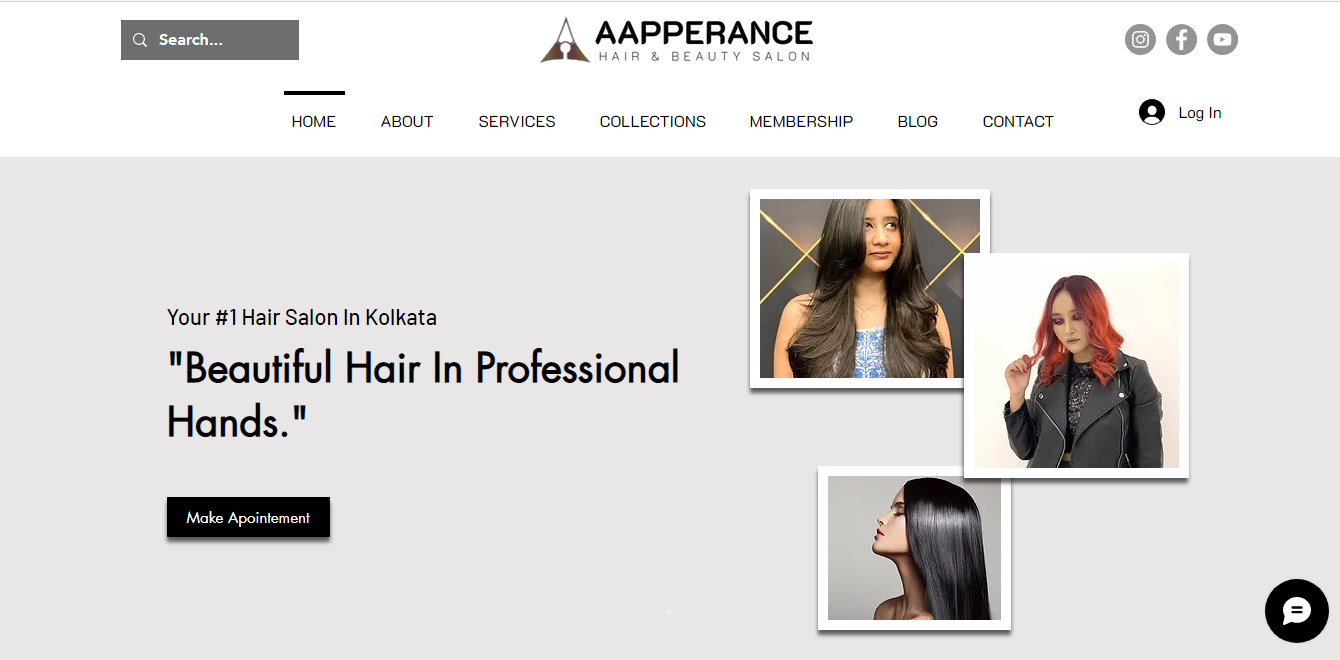 Search...
AAPPERANCE
HAIR & BEAUTY SALON
HOME ABOUT SERVICES COLLECTIONS MEMBERSHIP BLOG CONTACT
Log In
Your #1 Hair Salon In Kolkata
"Beautiful Hair In Professional
Hands."
Make Apointement